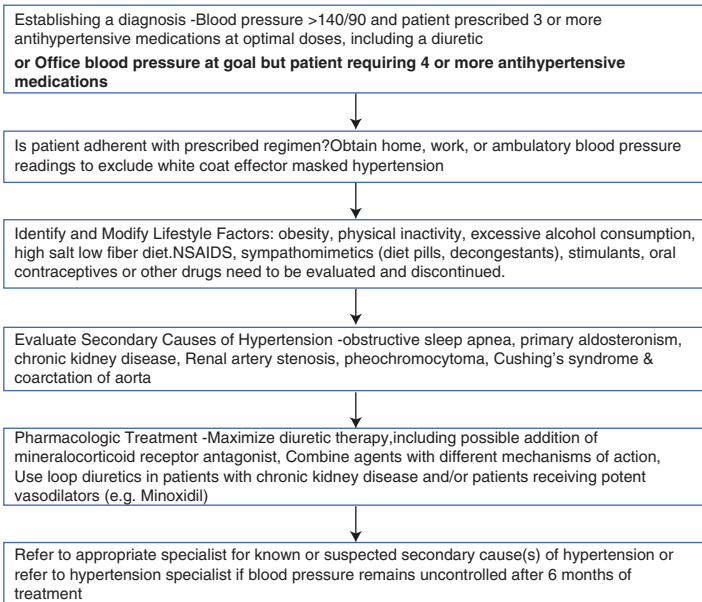 Establishing a diagnosis -Blood pressure >140/90 and patient prescribed 3 or more
antihypertensive medications at optimal doses, including a diuretic
or Office blood pressure at goal but patient requiring 4 or more antihypertensive
medications
Is patient adherent with prescribed regimen?Obtain home, work, or ambulatory blood pressure
readings to exclude white coat effector masked hypertension
Identify and Modify Lifestyle Factors: obesity, physical inactivity, excessive alcohol consumption,
high salt low fiber diet.NSAIDS, sympathomimetics (diet pills, decongestants), stimulants, oral
contraceptives or other drugs need to be evaluated and discontinued.
Evaluate Secondary Causes of Hypertension -obstructive sleep apnea, primary aldosteronism,
chronic kidney disease, Renal artery stenosis, pheochromocytoma, Cushing's syndrome &
coarctation of aorta
Pharmacologic Treatment -Maximize diuretic therapy,including possible addition of
mineralocorticoid receptor antagonist, Combine agents with different mechanisms of action,
Use loop diuretics in patients with chronic kidney disease and/or patients receiving potent
vasodilators (e.g. Minoxidil)
Refer to appropriate specialist for known or suspected secondary cause(s) of hypertension or
refer to hypertension specialist if blood pressure remains uncontrolled after 6 months of
treatment